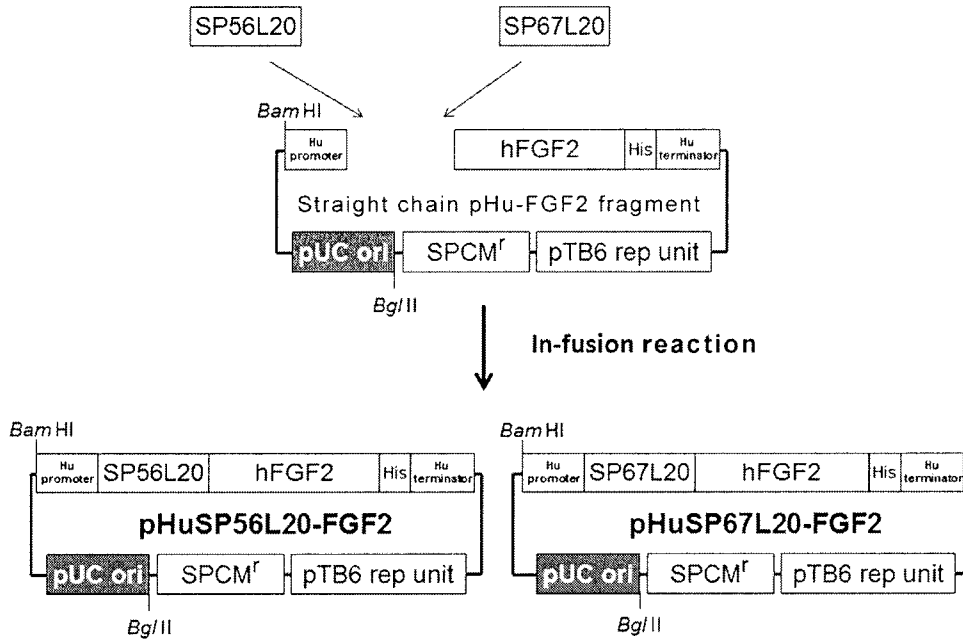 SP56L20
SP67L20
BamHI
Hu promoter
hFGF2
His
Hu terminator
Straight chain pHu-FGF2 fragment
pUC ori
SPCMʳ
pTB6 rep unit
BglII
In-fusion reaction
BamHI
Hu promoter
SP56L20
hFGF2
His
Hu terminator
pHuSP56L20-FGF2
pUC ori
SPCMʳ
pTB6 rep unit
BglII
BamHI
Hu promoter
SP67L20
hFGF2
His
Hu terminator
pHuSP67L20-FGF2
pUC ori
SPCMʳ
pTB6 rep unit
BglII